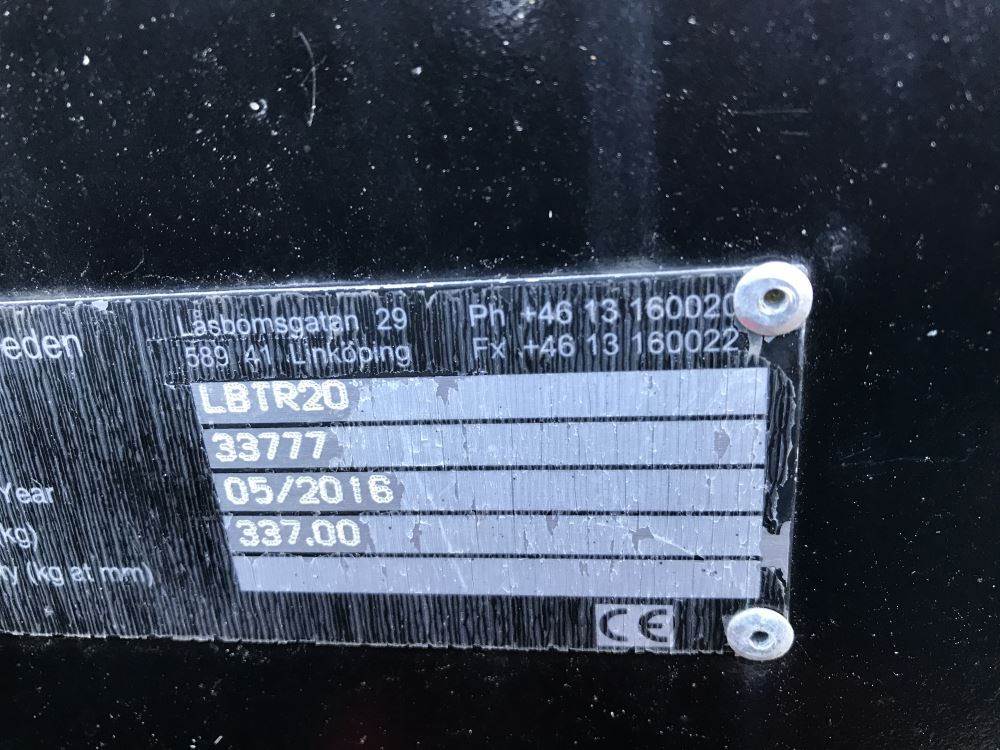 eden
Låsbomsgatan 29
589 41 Linköping
Ph +46 13 160020
Fx +46 13 160022
LBTR20
33777
Year 05/2016
kg) 337.00
(kg at mm)
CE